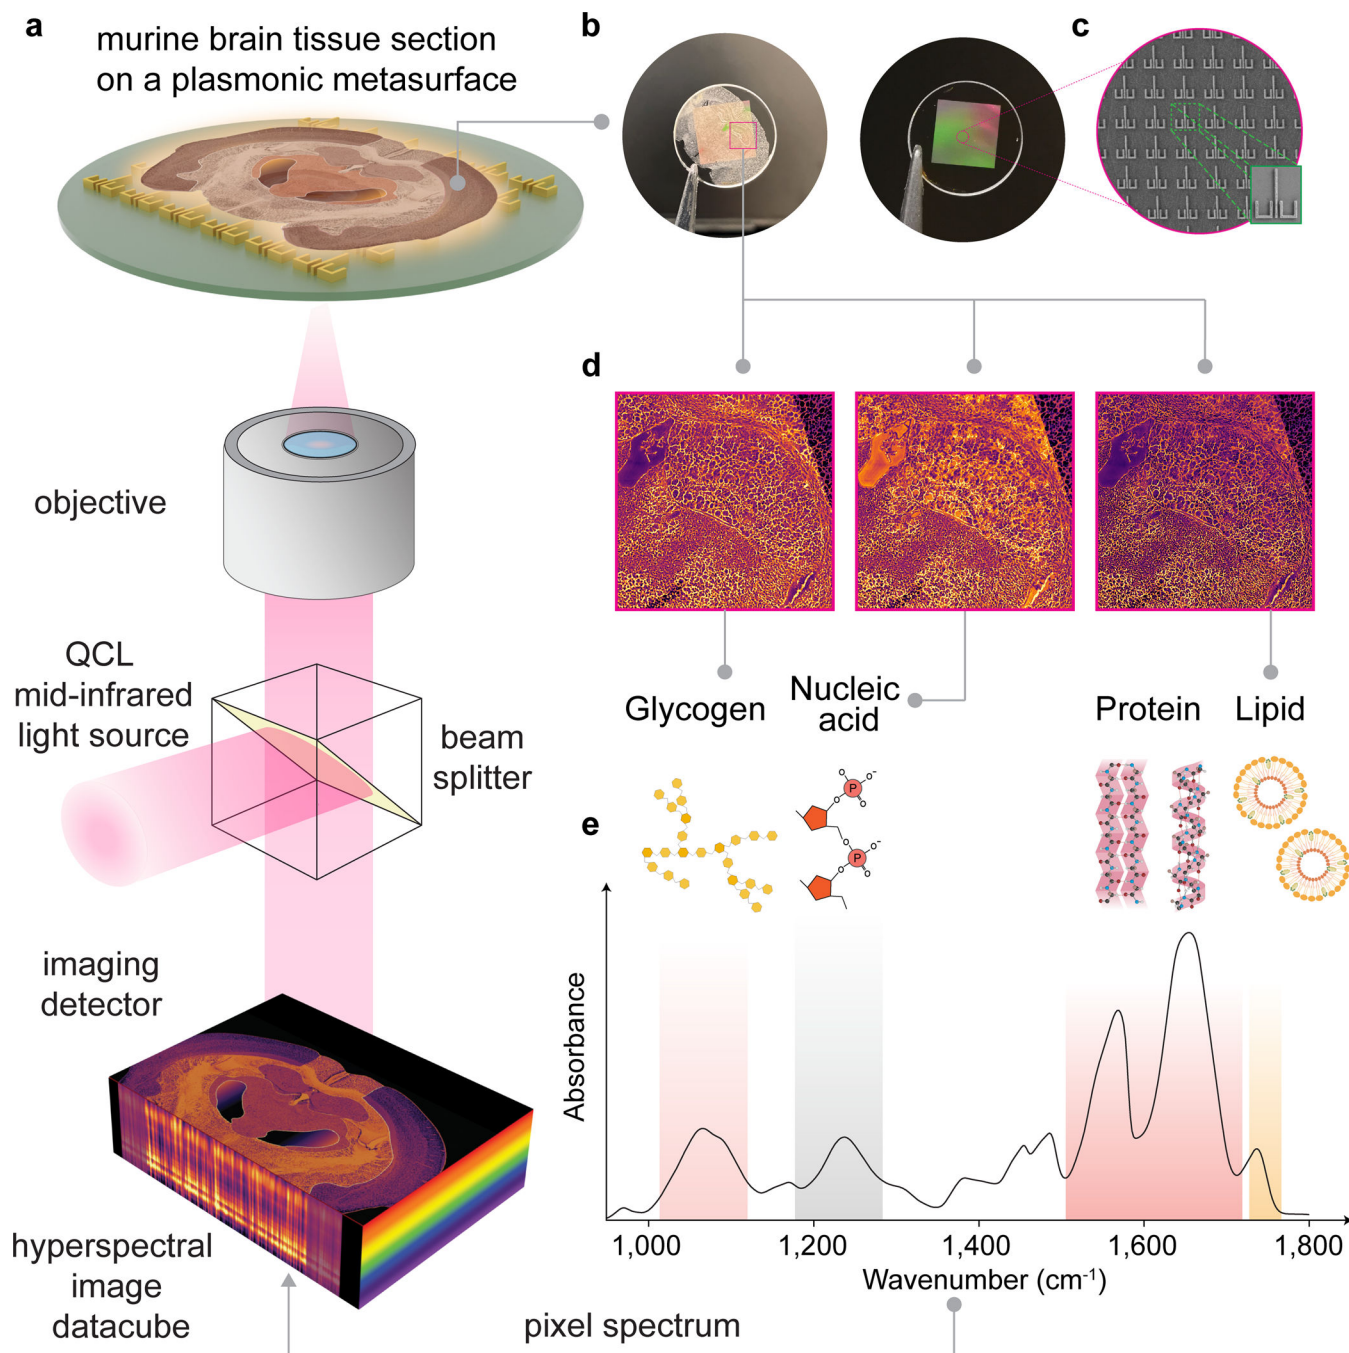 a
murine brain tissue section
on a plasmonic metasurface
b
c
objective
QCL
mid-infrared
light source
beam
splitter
imaging
detector
hyperspectral
image
datacube
d
Glycogen
Nucleic
acid
Protein
Lipid
e
O
P
O⁻
O
O
O
P
O⁻
O
O
Absorbance
1,000
1,200
1,400
1,600
1,800
Wavenumber (cm⁻¹)
pixel spectrum